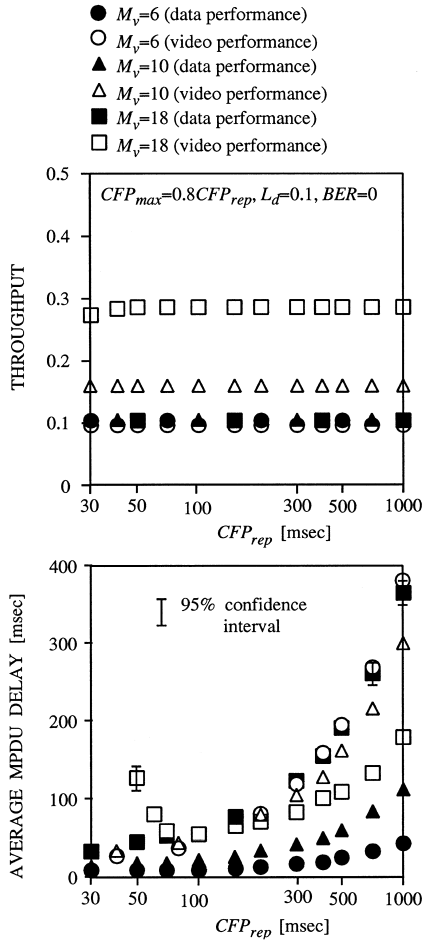 M_v=6 (data performance)
M_v=6 (video performance)
M_v=10 (data performance)
M_v=10 (video performance)
M_v=18 (data performance)
M_v=18 (video performance)
0.5
CFP_max=0.8CFP_rep, L_d=0.1, BER=0
0.4
0.3
0.2
0.1
0
THROUGHPUT
30 50 100 300 500 1000
CFP_rep [msec]
400
95% confidence
interval
300
200
100
0
AVERAGE MPDU DELAY [msec]
30 50 100 300 500 1000
CFP_rep [msec]